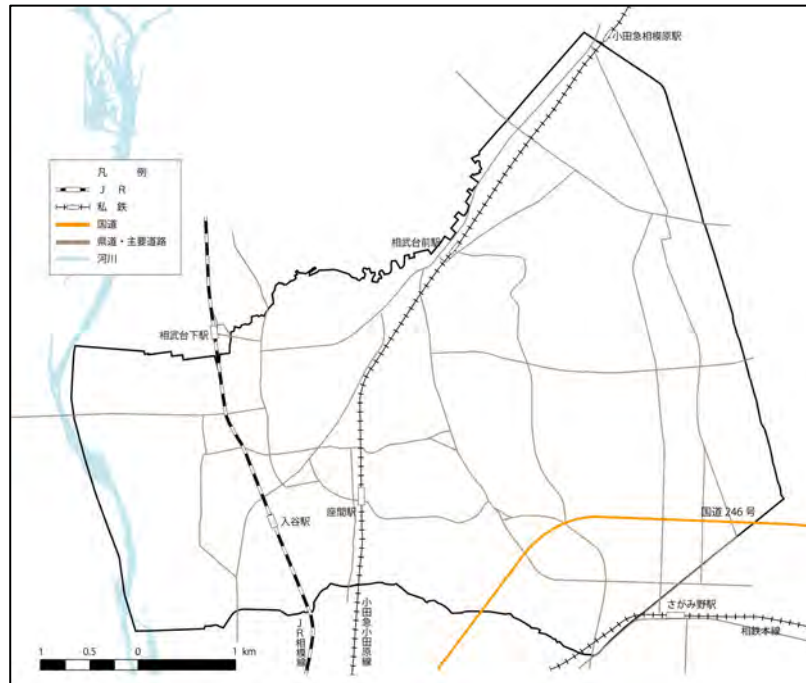 小田急相模原駅
凡 例
J R
私 鉄
国道
県道・主要道路
河川
相武台前駅
相武台下駅
座間駅
国道 246 号
入谷駅
さがみ野駅
相鉄本線
JR相模線
小田急小田原線
1 0.5 0 1 km